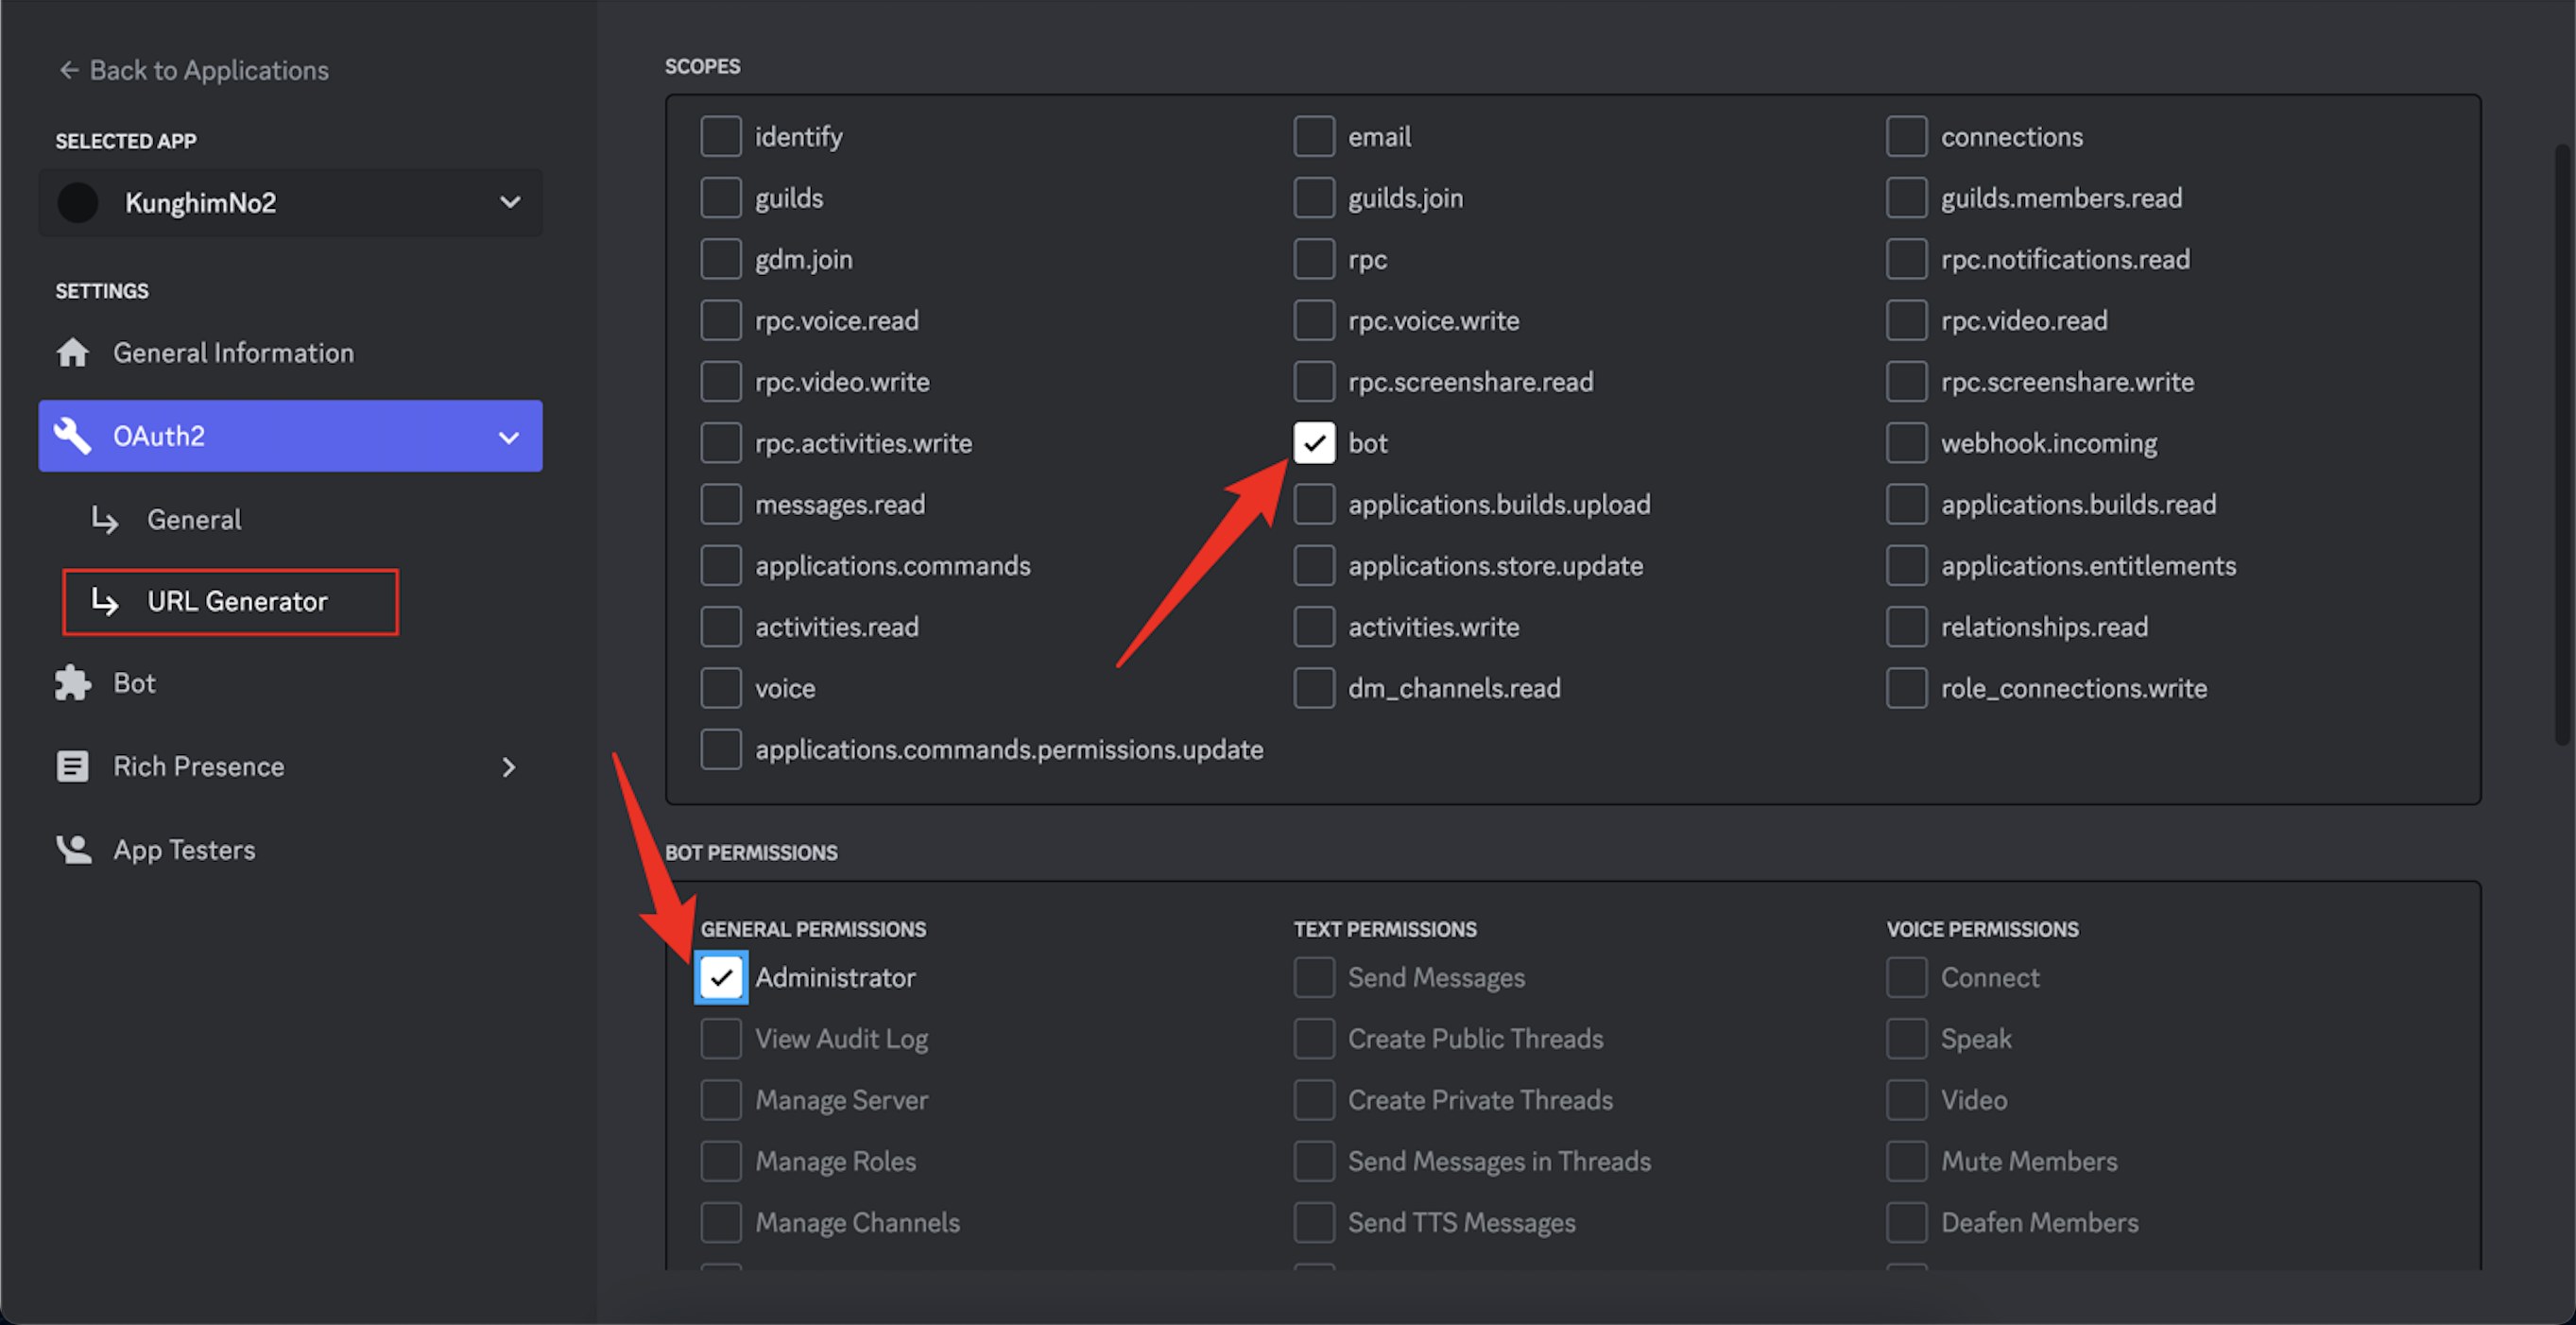 Back to Applications
SELECTED APP
KunghimNo2
SETTINGS
General Information
OAuth2
General
URL Generator
Bot
Rich Presence
App Testers
SCOPES
identify
email
connections
guilds
guilds.join
guilds.members.read
gdm.join
rpc
rpc.notifications.read
rpc.voice.read
rpc.voice.write
rpc.video.read
rpc.video.write
rpc.screenshare.read
rpc.screenshare.write
rpc.activities.write
bot
webhook.incoming
messages.read
applications.builds.upload
applications.builds.read
applications.commands
applications.store.update
applications.entitlements
activities.read
activities.write
relationships.read
voice
dm_channels.read
role_connections.write
applications.commands.permissions.update
BOT PERMISSIONS
GENERAL PERMISSIONS
Administrator
View Audit Log
Manage Server
Manage Roles
Manage Channels
TEXT PERMISSIONS
Send Messages
Create Public Threads
Create Private Threads
Send Messages in Threads
Send TTS Messages
VOICE PERMISSIONS
Connect
Speak
Video
Mute Members
Deafen Members